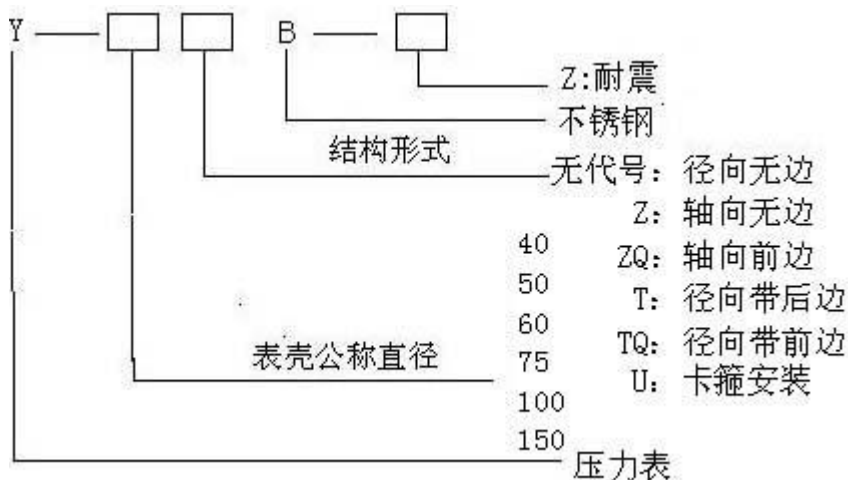 Y — □ □ B — □
Z:耐震
不锈钢
结构形式
无代号：径向无边
Z：轴向无边
40
ZQ：轴向前边
50
T：径向带后边
60
TQ：径向带前边
表壳公称直径
75
U：卡箍安装
100
150
压力表